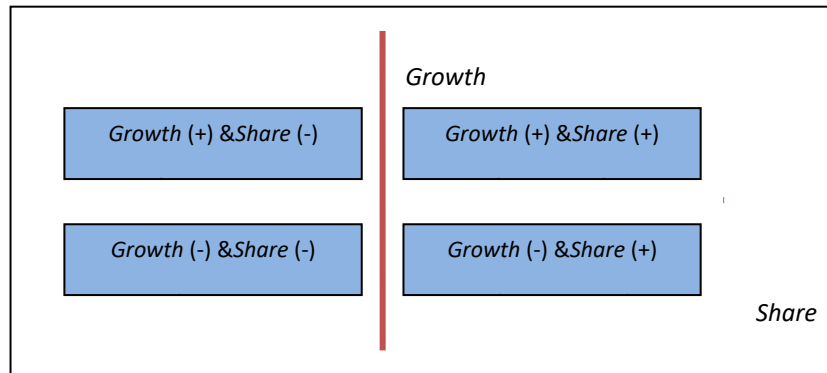 Growth
Growth (+) &Share (-)
Growth (+) &Share (+)
Growth (-) &Share (-)
Growth (-) &Share (+)
Share